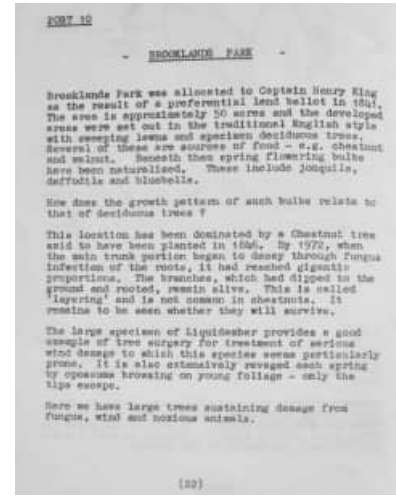 POST 10
- BROOKLANDS PARK -
Brooklands Park was allocated to Captain Henry King
as the result of a preferential land ballot in 1841.
The area is approximately 50 acres and the developed
areas were set out in the traditional English style
with sweeping lawns and specimen deciduous trees.
Several of these are sources of food - e.g. chestnut
and walnut. Beneath them spring flowering bulbs
have been naturalised. These include jonquils,
daffodils and bluebells.
How does the growth pattern of such bulbs relate to
that of deciduous trees ?
This location has been dominated by a Chestnut tree
said to have been planted in 1846. By 1972, when
the main trunk portion began to decay through fungus
infection of the roots, it had reached gigantic
proportions. The branches, which had dipped to the
ground and rooted, remain alive. This is called
'layering' and is not common in chestnuts. It
remains to be seen whether they will survive.
The large specimen of Liquidamber provides a good
example of tree surgery for treatment of serious
wind damage to which this species seems particularly
prone. It is also extensively ravaged each spring
by opossums browsing on young foliage - only the
tips escape.
Here we have large trees sustaining damage from
fungus, wind and noxious animals.
(22)